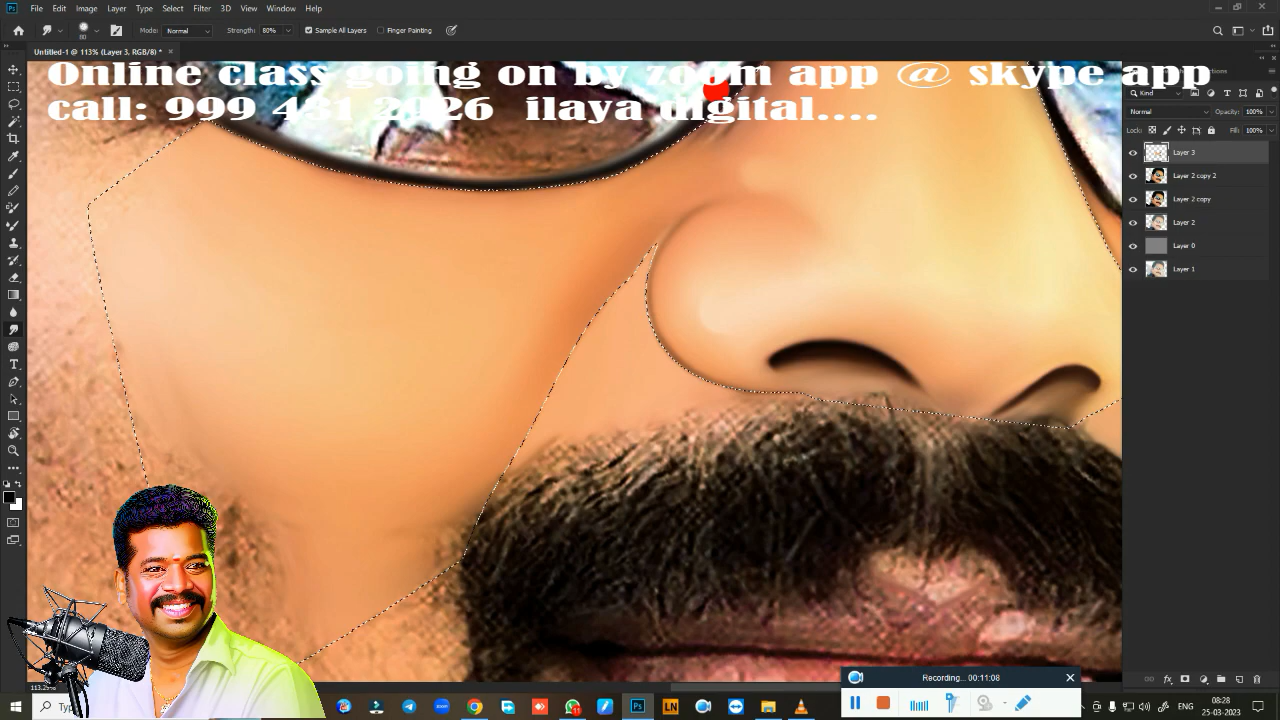 File Edit Image Layer Type Select Filter 3D View Window Help
Mode: Normal Strength: 80% Sample All Layers Finger Painting
80
Untitled-1 @ 113% (Layer 3, RGB/8) *
Online class going on by zoom app @ skype app
call: 999 431 2926 ilaya digital....
Kind
Normal Opacity: 100%
Lock: Fill: 100%
Layer 3
Layer 2 copy 2
Layer 2 copy
Layer 2
Layer 0
Layer 1
Recording... 00:11:08
ENG
08:28
25-03-2023